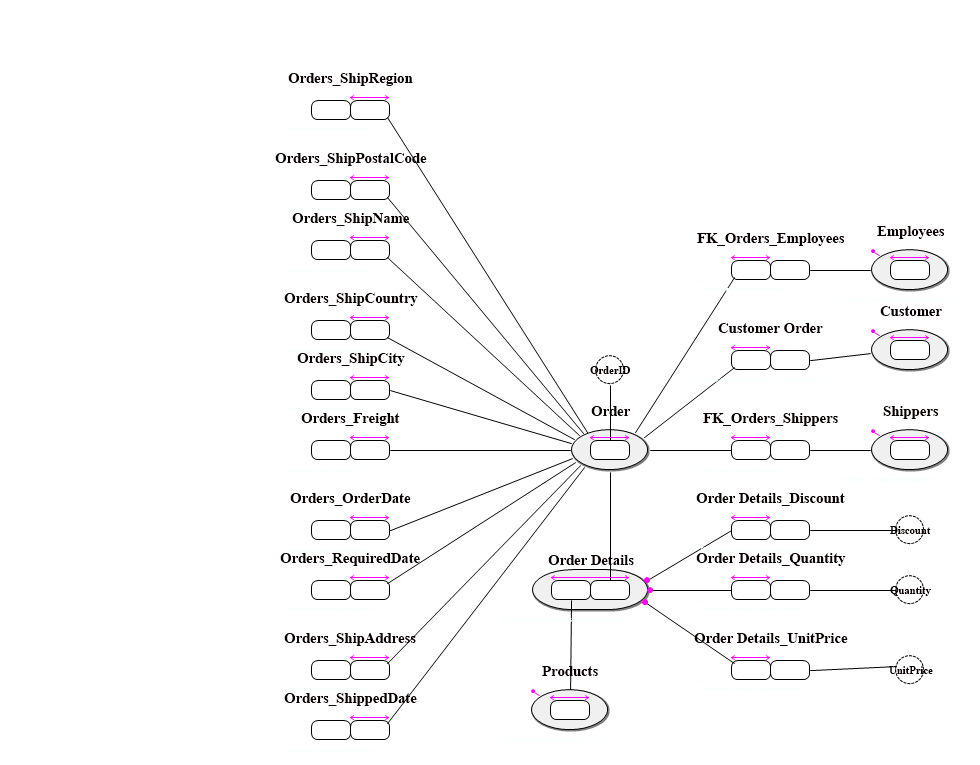 Orders_ShipRegion
Orders_ShipPostalCode
Orders_ShipName
Orders_ShipCountry
Orders_ShipCity
Orders_Freight
Orders_OrderDate
Orders_RequiredDate
Orders_ShipAddress
Orders_ShippedDate
OrderID
Order
Order Details
Products
FK_Orders_Employees
Employees
Customer Order
Customer
FK_Orders_Shippers
Shippers
Order Details_Discount
Discount
Order Details_Quantity
Quantity
Order Details_UnitPrice
UnitPrice